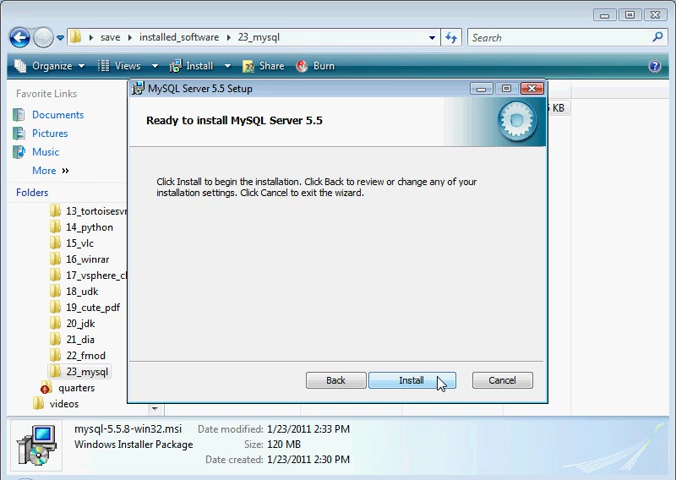 save installed_software 23_mysql
Search
Organize Views Install Share Burn
Favorite Links
Documents
Pictures
Music
More »
Folders
13_tortoisesvn
14_python
15_vlc
16_winrar
17_vsphere_cl
18_udk
19_cute_pdf
20_jdk
21_dia
22_fmod
23_mysql
quarters
videos
KB
MySQL Server 5.5 Setup
Ready to install MySQL Server 5.5
Click Install to begin the installation. Click Back to review or change any of your
installation settings. Click Cancel to exit the wizard.
Back Install Cancel
mysql-5.5.8-win32.msi Date modified: 1/23/2011 2:33 PM
Windows Installer Package Size: 120 MB
Date created: 1/23/2011 2:30 PM